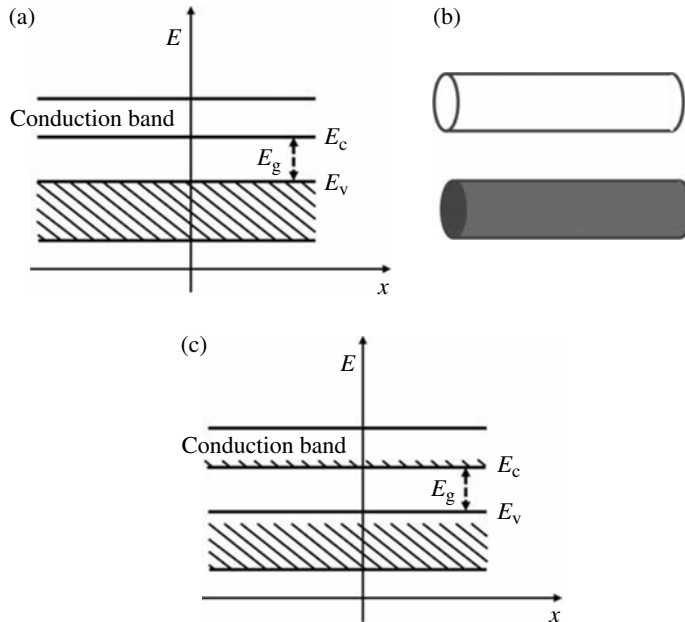 (a)
E
Conduction band
E_c
E_g
E_v
x
(b)
(c)
E
Conduction band
E_c
E_g
E_v
x